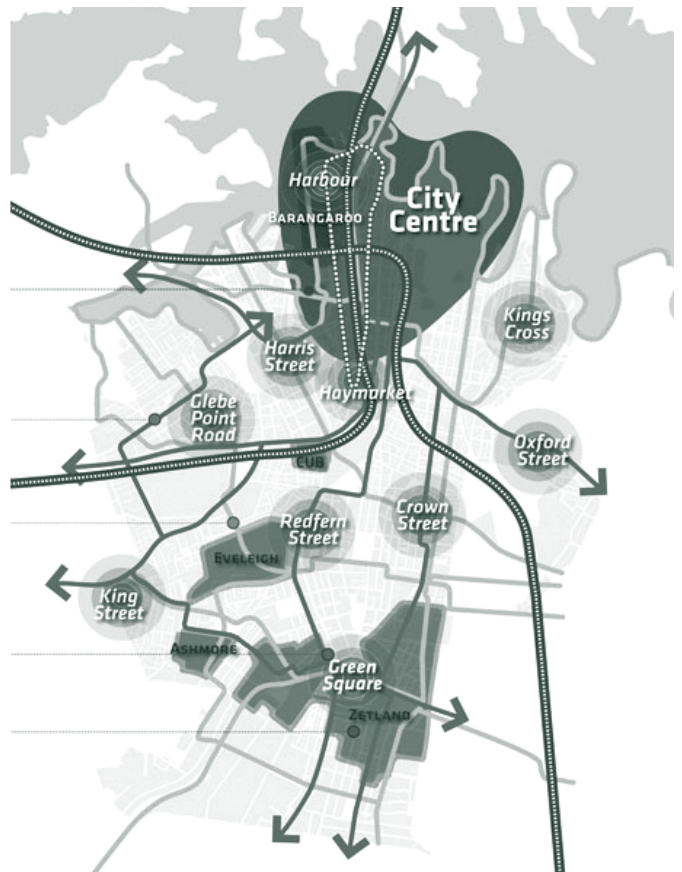 Harbour
BARANGAROO
City
Centre
Kings
Cross
Harris
Street
Haymarket
Glebe
Point
Road
Oxford
Street
CUB
Redfern
Street
Crown
Street
EVELEIGH
King
Street
ASHMORE
Green
Square
ZETLAND